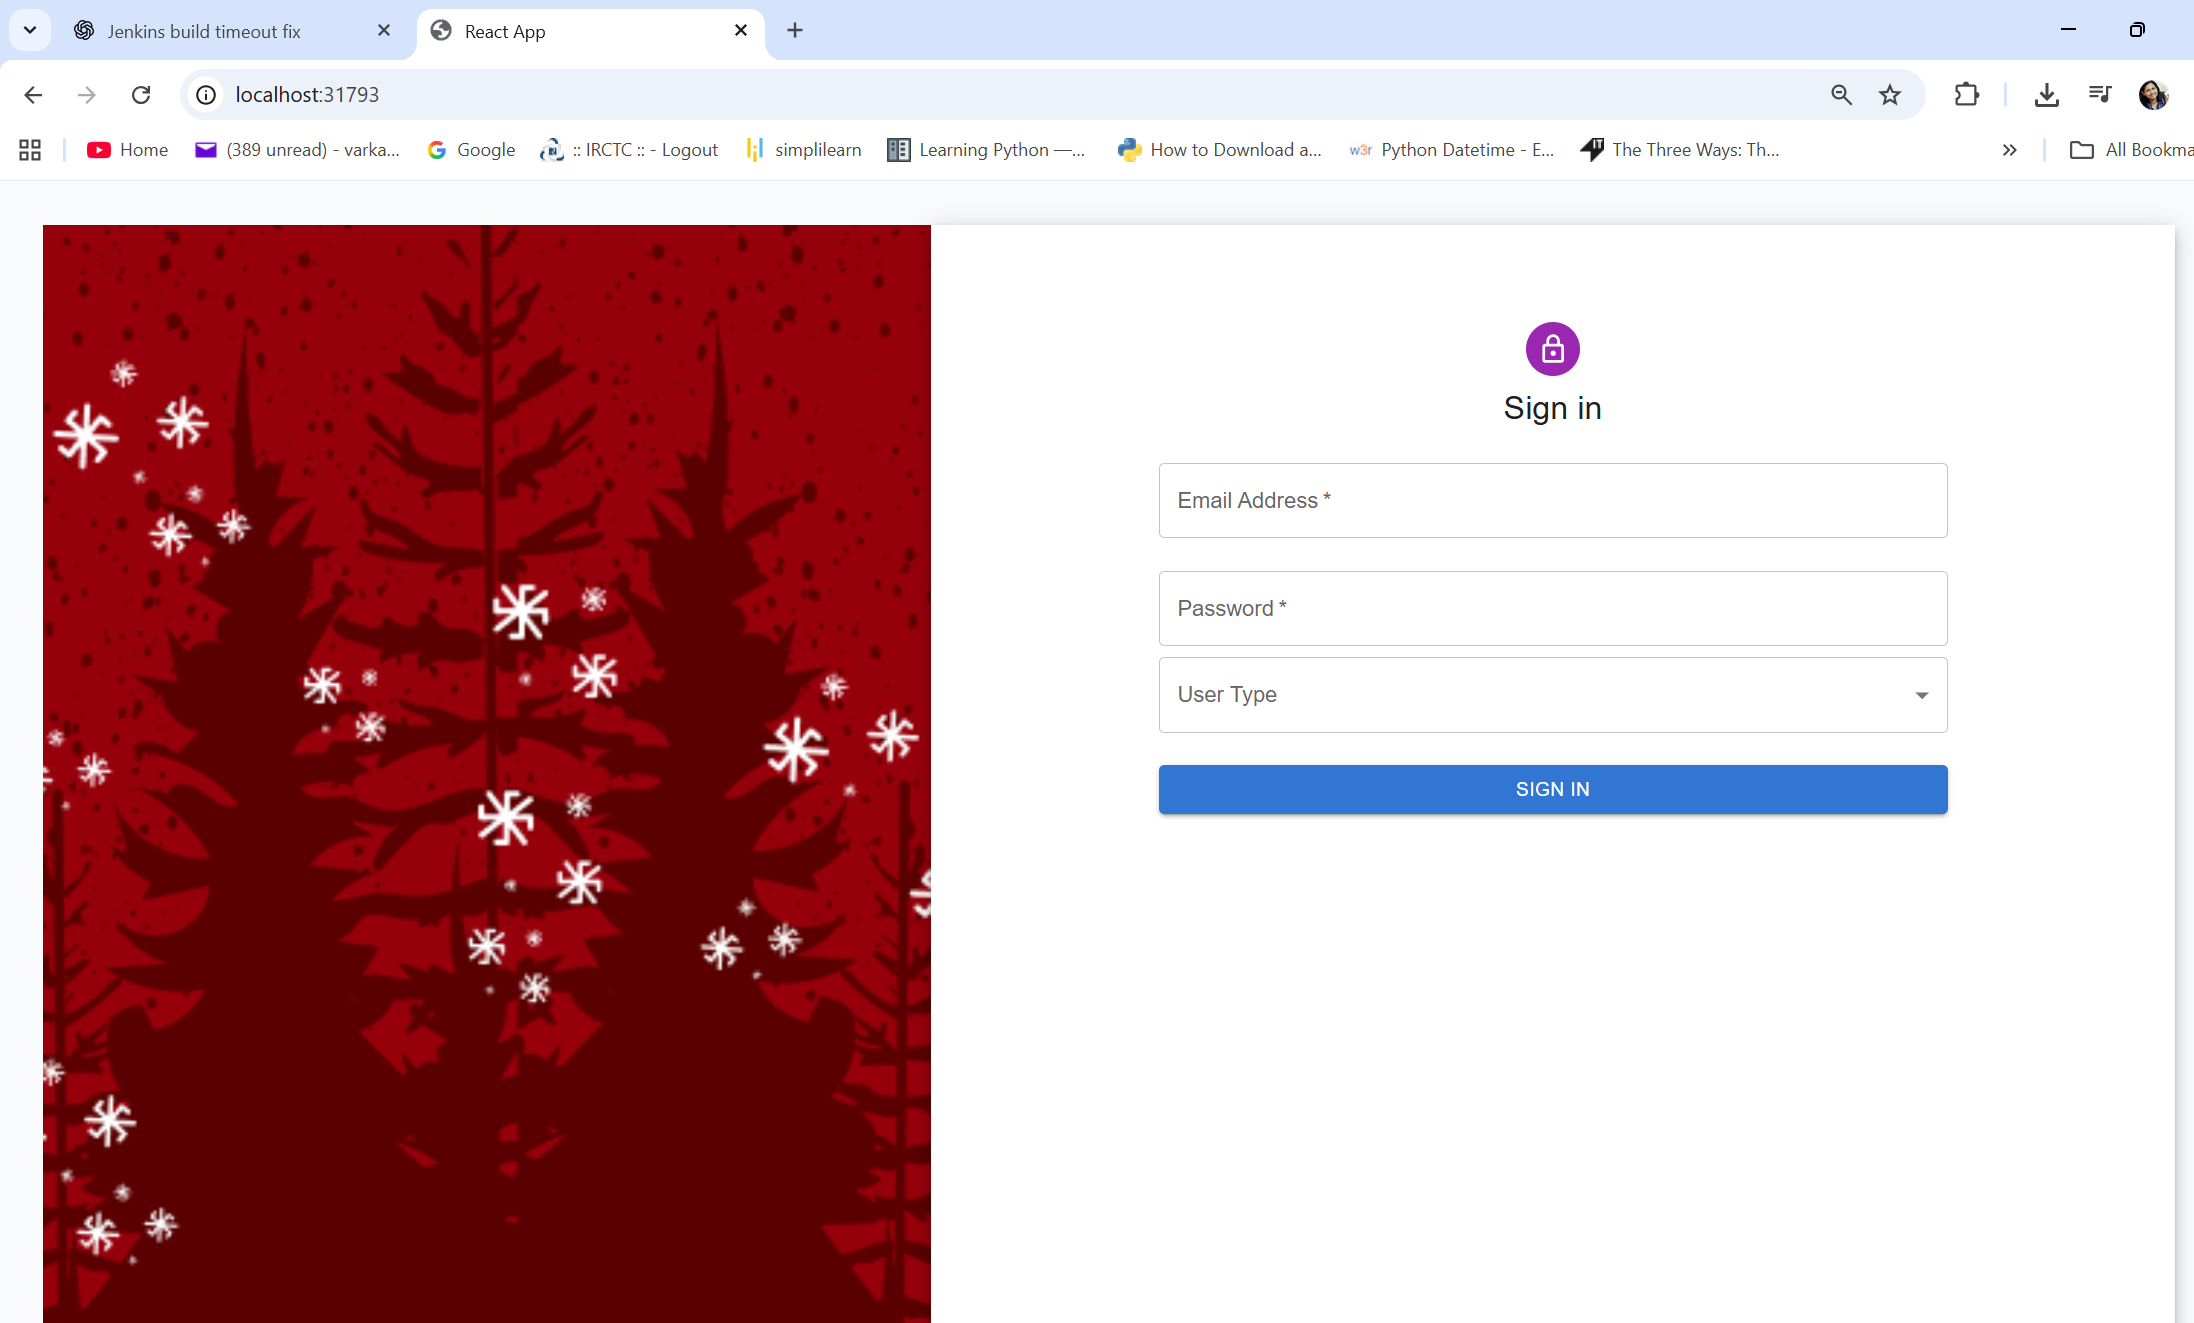 Jenkins build timeout fix
React App
localhost:31793
Home
(389 unread) - varka...
Google
:: IRCTC :: - Logout
simplilearn
Learning Python —...
How to Download a...
w3r Python Datetime - E...
The Three Ways: Th...
All Bookma
Sign in
Email Address *
Password *
User Type
SIGN IN